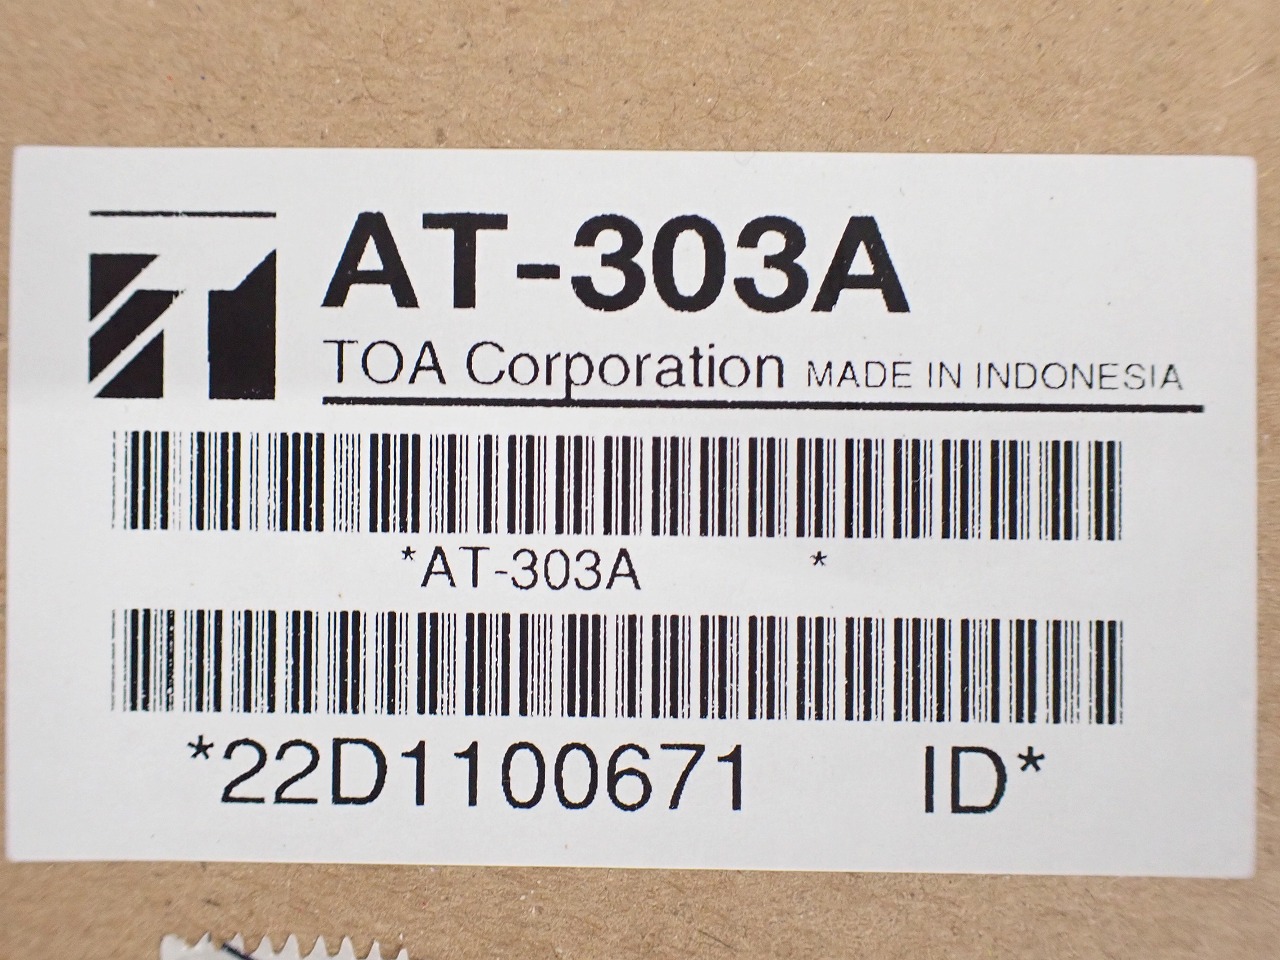 AT-303A
TOA Corporation MADE IN INDONESIA
*AT-303A *
*22D1100671 ID*